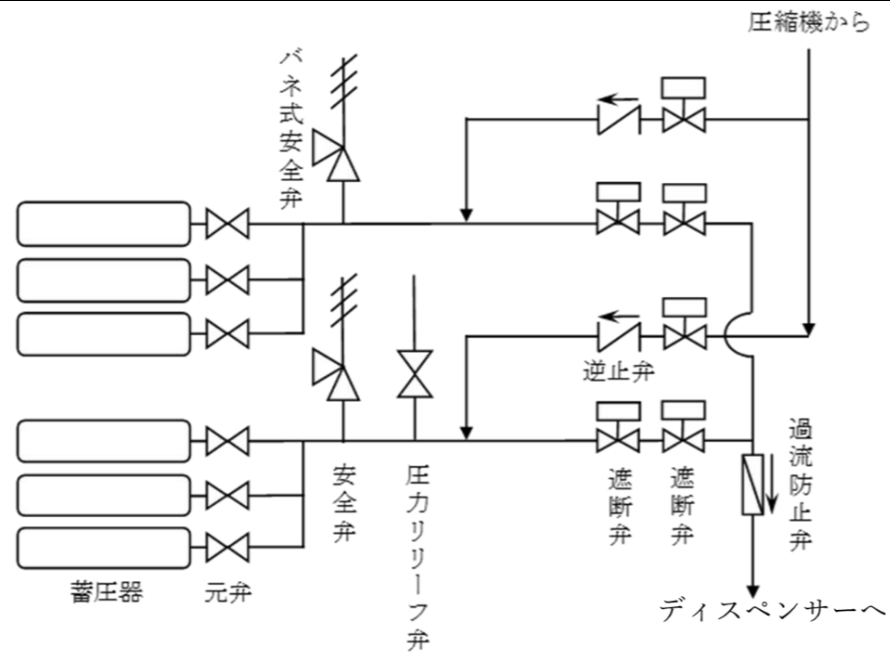 圧縮機から
バネ式安全弁
逆止弁
過流防止弁
安全弁
圧力リリーフ弁
遮断弁
遮断弁
蓄圧器
元弁
ディスペンサーへ